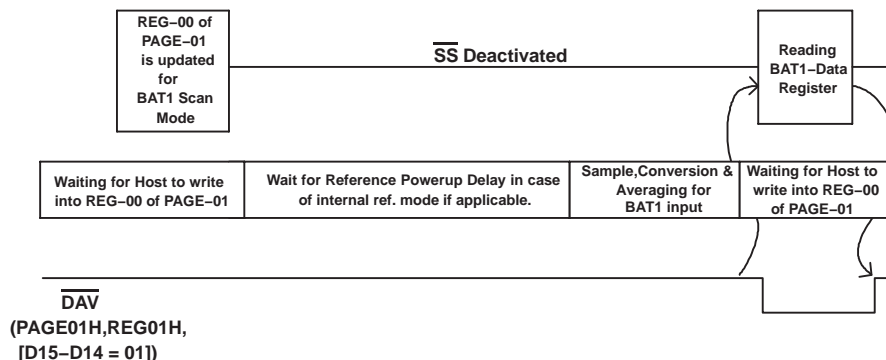 REG–00 of
PAGE–01
is updated
for
BAT1 Scan
Mode
SS Deactivated
Reading
BAT1–Data
Register
Waiting for Host to write
into REG–00 of PAGE–01
Wait for Reference Powerup Delay in case
of internal ref. mode if applicable.
Sample,Conversion &
Averaging for
BAT1 input
Waiting for Host to
write into REG–00
of PAGE–01
DAV
(PAGE01H,REG01H,
[D15–D14 = 01])